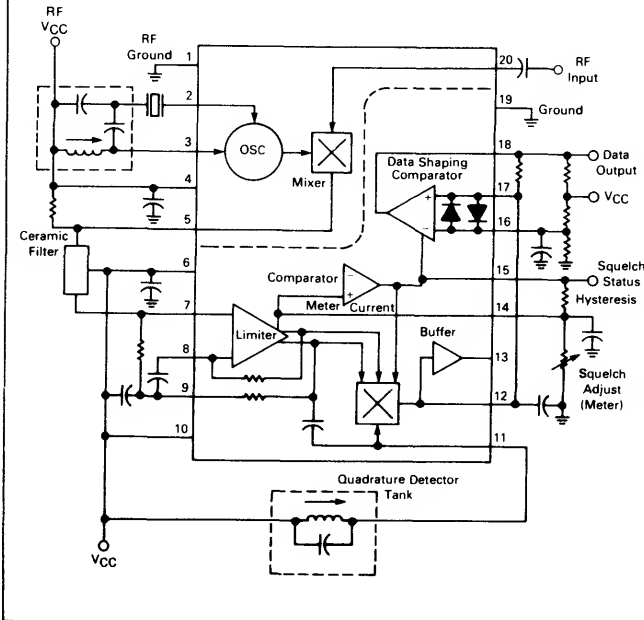 RF
VCC
RF
Ground
1
2
3
4
5
6
7
8
9
10
OSC
Mixer
20
RF
Input
19
Ground
18
Data
Output
Data Shaping
Comparator
17
+
VCC
16
-
Ceramic
Filter
15
Squelch
Status
Hysteresis
Comparator
-
+
Meter Current
14
Limiter
Buffer
13
Squelch
Adjust
(Meter)
12
11
Quadrature Detector
Tank
VCC